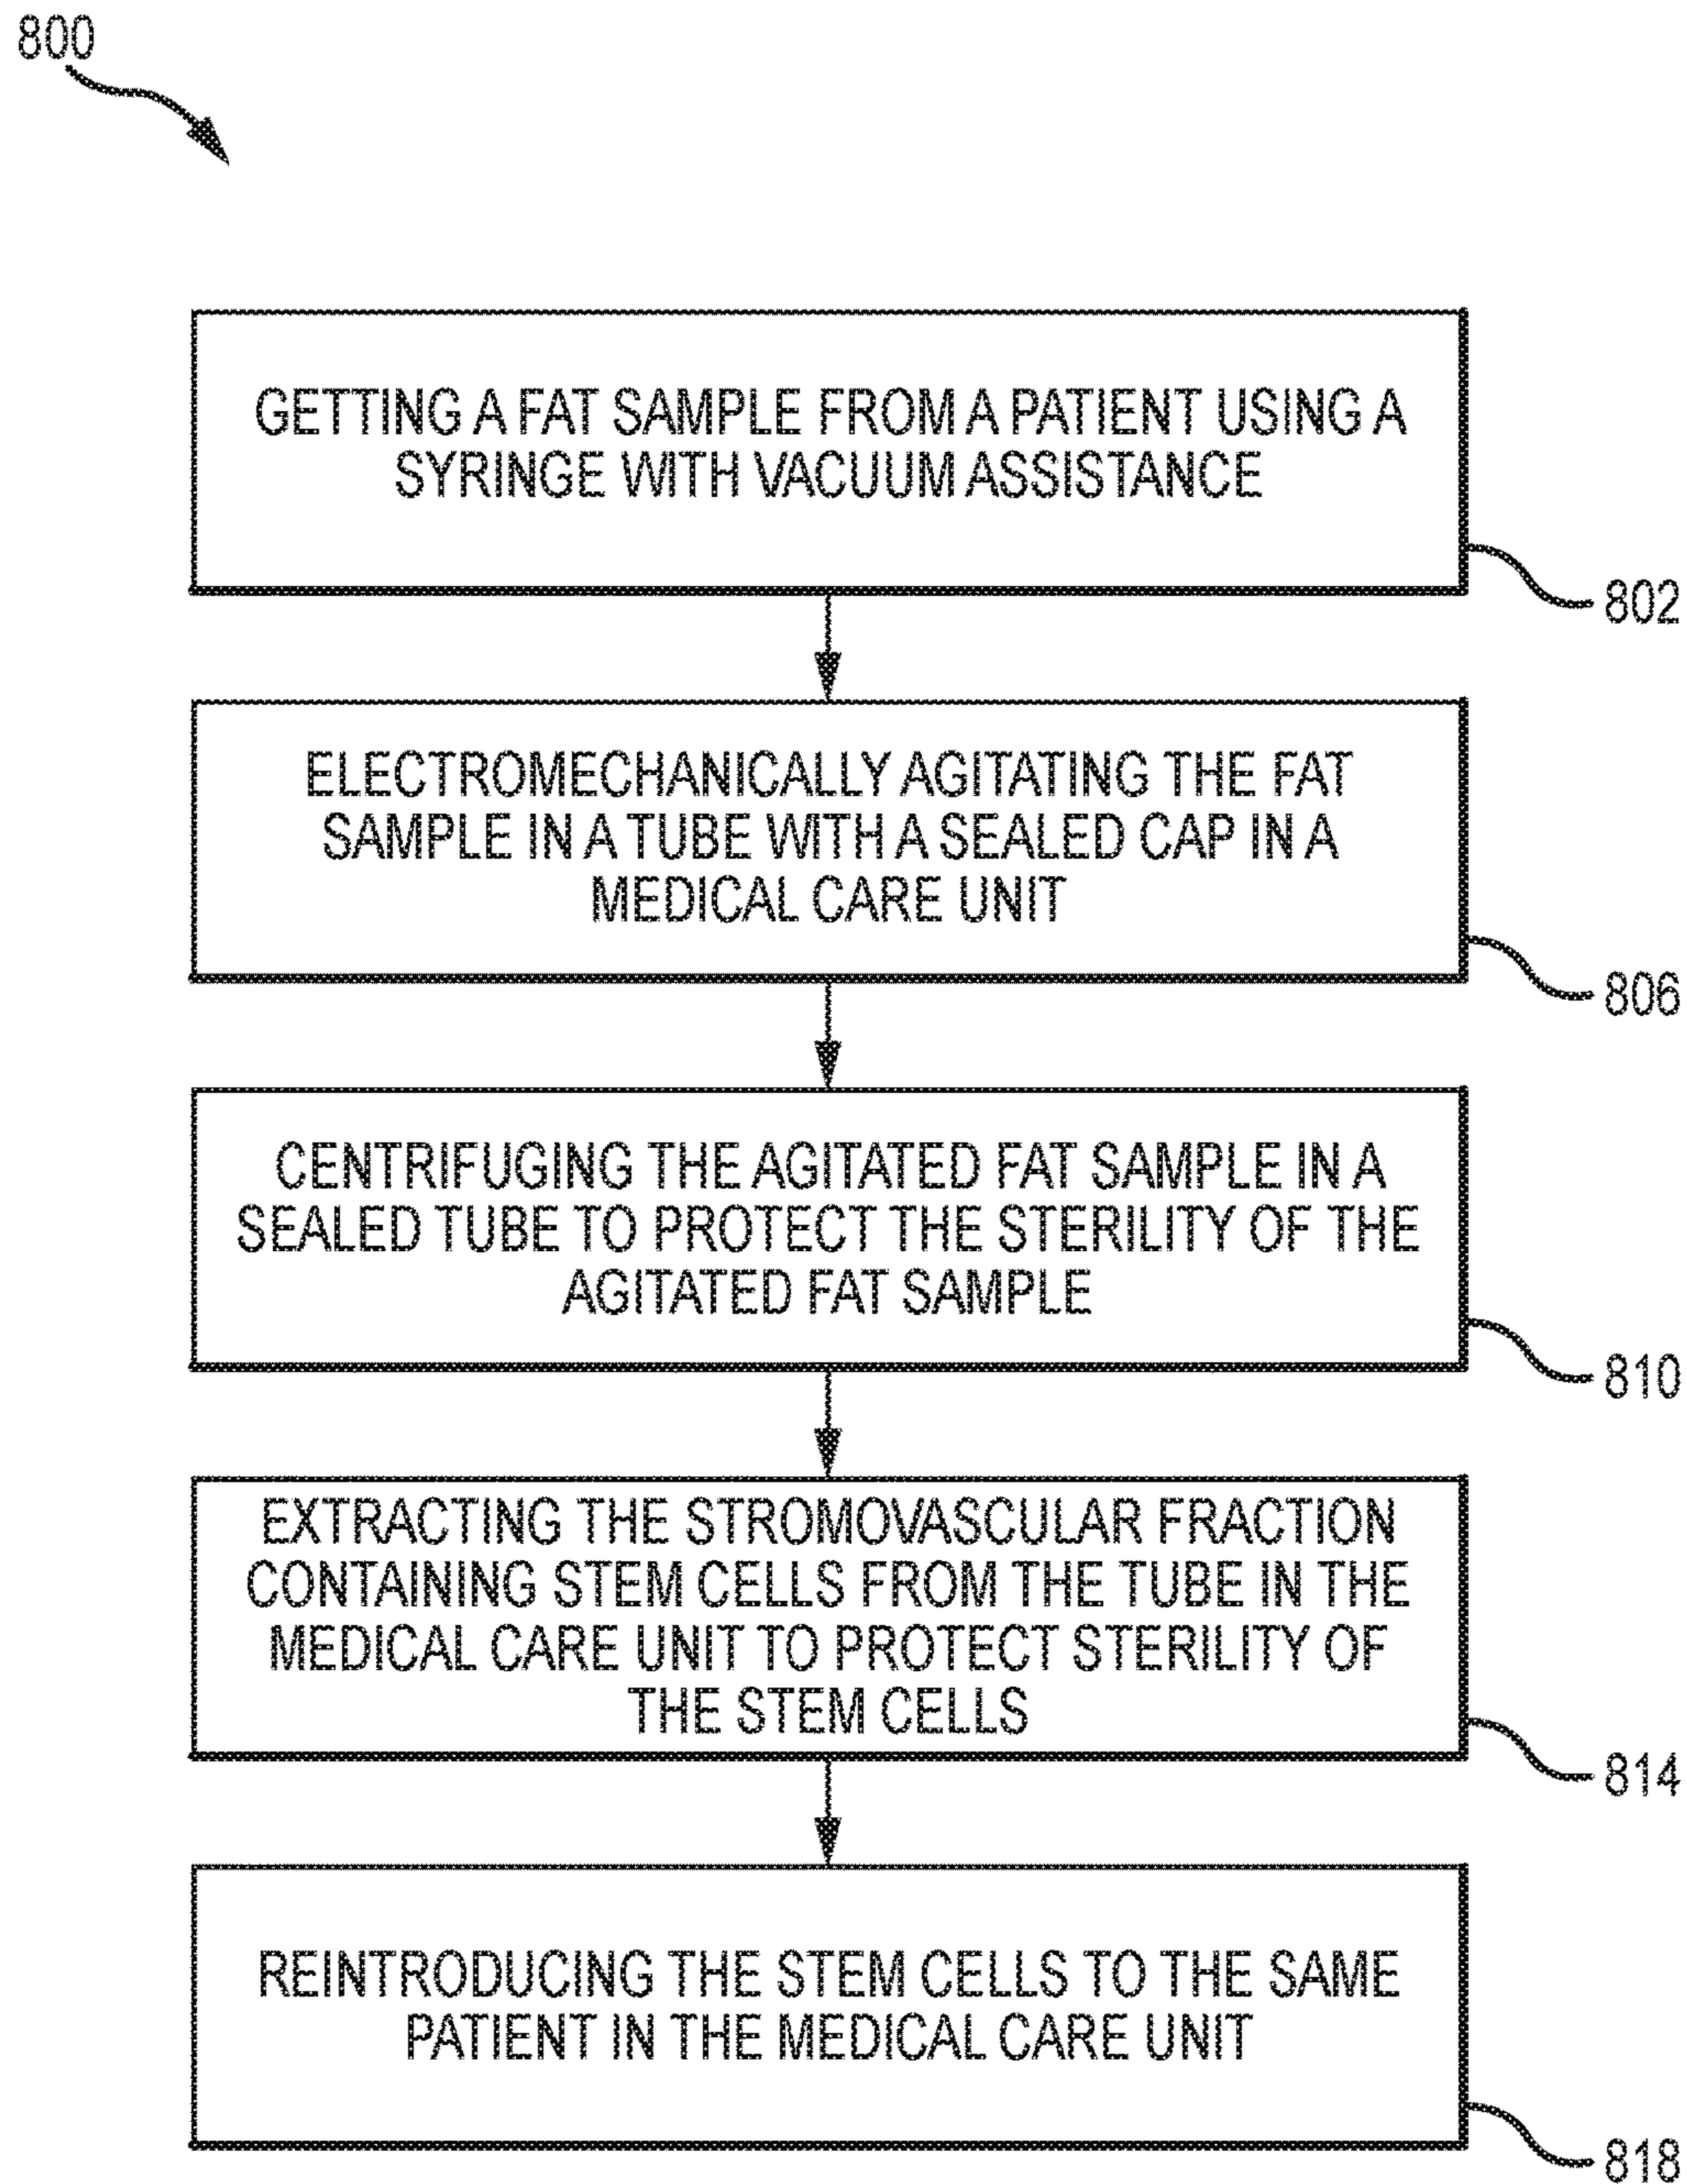 800
GETTING A FAT SAMPLE FROM A PATIENT USING A
SYRINGE WITH VACUUM ASSISTANCE
802
ELECTROMECHANICALLY AGITATING THE FAT
SAMPLE IN A TUBE WITH A SEALED CAP IN A
MEDICAL CARE UNIT
806
CENTRIFUGING THE AGITATED FAT SAMPLE IN A
SEALED TUBE TO PROTECT THE STERILITY OF THE
AGITATED FAT SAMPLE
810
EXTRACTING THE STROMOVASCULAR FRACTION
CONTAINING STEM CELLS FROM THE TUBE IN THE
MEDICAL CARE UNIT TO PROTECT STERILITY OF
THE STEM CELLS
814
REINTRODUCING THE STEM CELLS TO THE SAME
PATIENT IN THE MEDICAL CARE UNIT
818